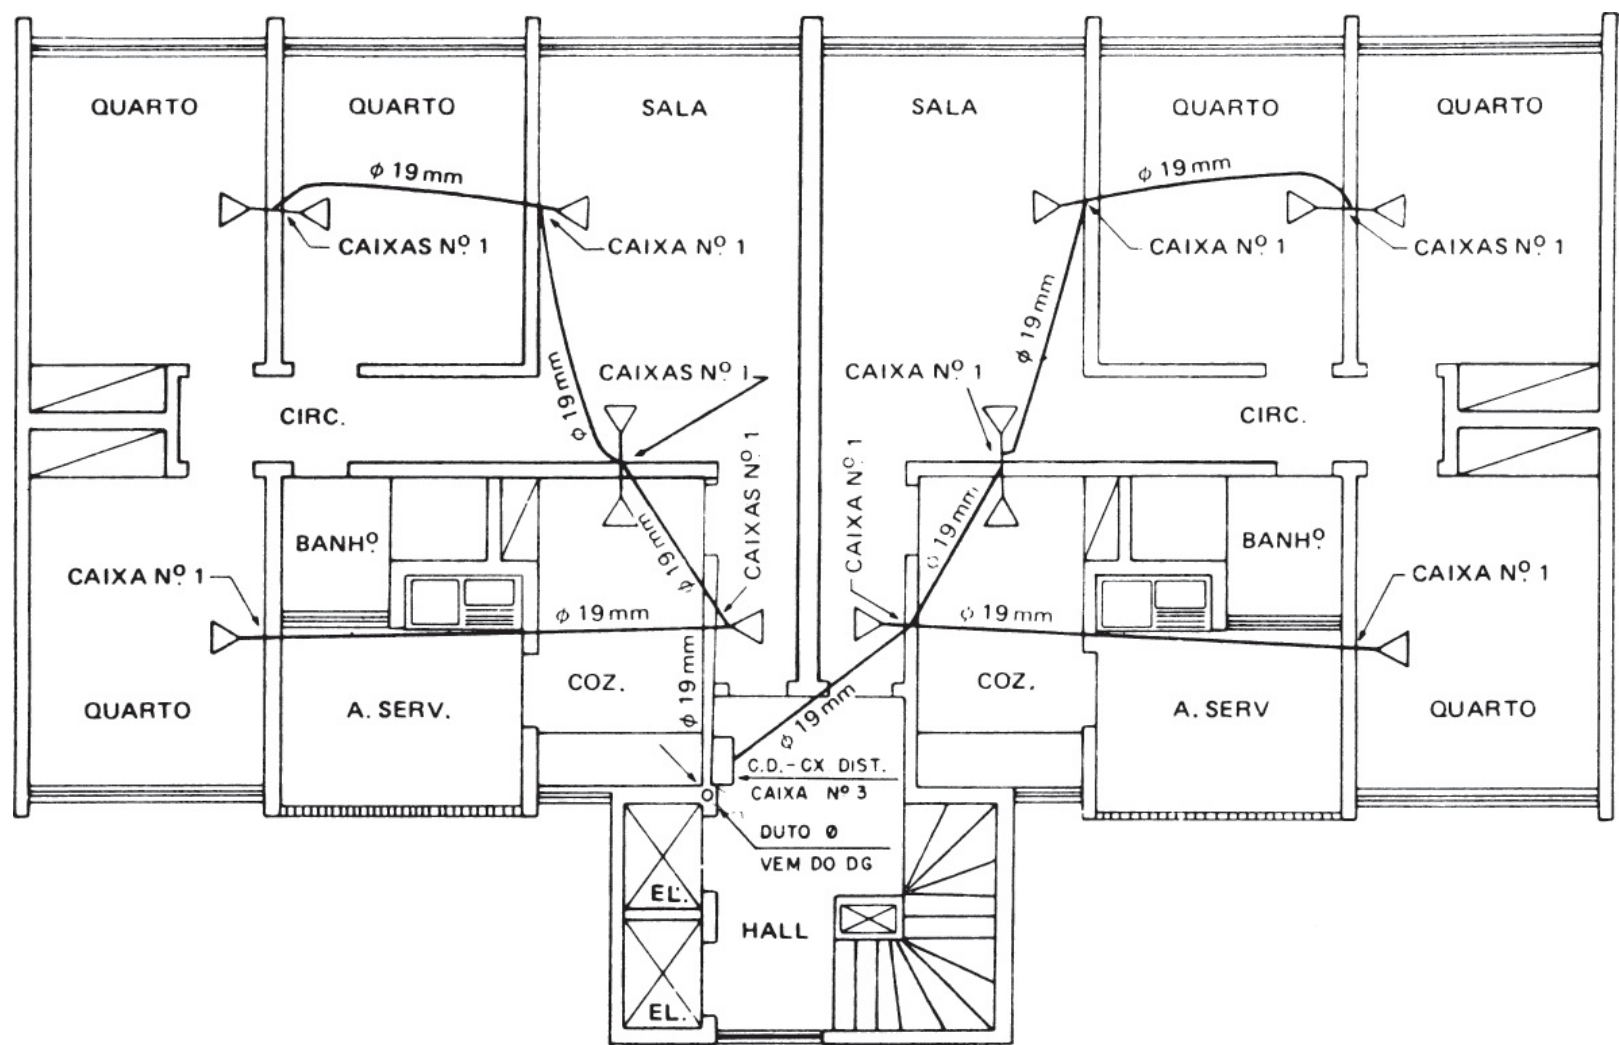 QUARTO
QUARTO
SALA
SALA
QUARTO
QUARTO
φ 19 mm
φ 19 mm
CAIXAS Nº 1
CAIXA Nº 1
CAIXA Nº 1
CAIXAS Nº 1
φ 19 mm
φ 19 mm
CAIXAS Nº 1
CAIXA Nº 1
CIRC.
CIRC.
CAIXAS Nº 1
CAIXA Nº 1
φ 19 mm
φ 19 mm
BANHº
BANHº
CAIXA Nº 1
CAIXA Nº 1
φ 19 mm
φ 19 mm
φ 19 mm
φ 19 mm
COZ.
COZ.
QUARTO
A. SERV.
A. SERV
QUARTO
C.D.-CX DIST.
CAIXA Nº 3
DUTO Ø
VEM DO DG
EL.
HALL
EL.